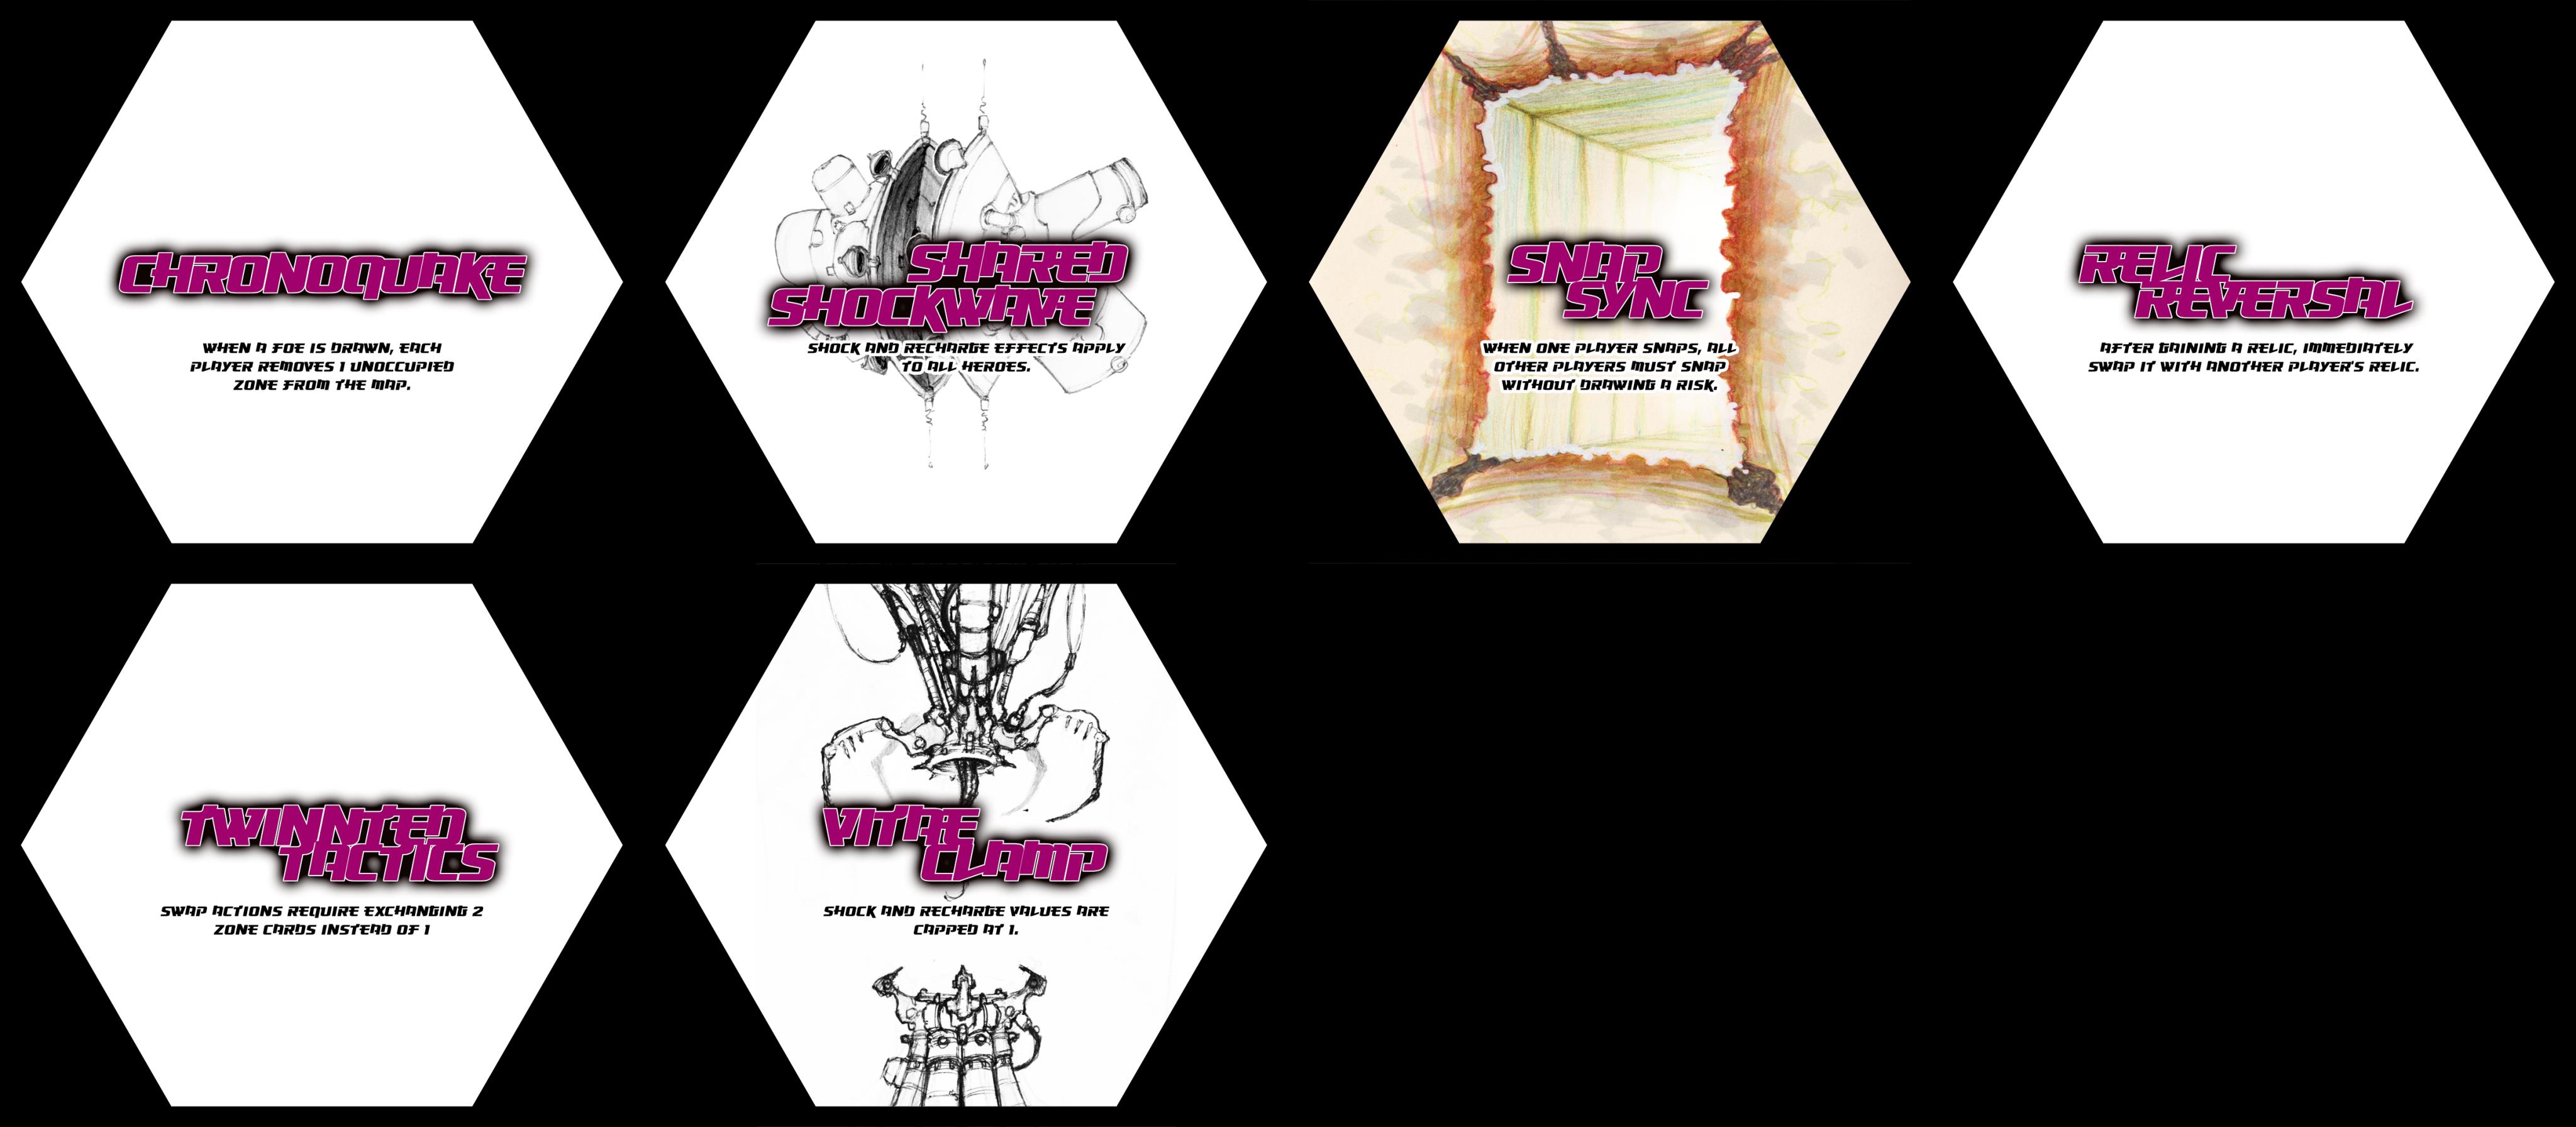 CHRONOQUAKE
WHEN A FOE IS DRAWN, EACH
PLAYER REMOVES 1 UNOCCUPIED
ZONE FROM THE MAP.
SHARED
SHOCKWAVE
SHOCK AND RECHARGE EFFECTS APPLY
TO ALL HEROES.
SNAP
SYNC
WHEN ONE PLAYER SNAPS, ALL
OTHER PLAYERS MUST SNAP
WITHOUT DRAWING A RISK.
RELIC
REVERSAL
AFTER GAINING A RELIC, IMMEDIATELY
SWAP IT WITH ANOTHER PLAYER'S RELIC.
TWINNTED
TACTICS
SWAP ACTIONS REQUIRE EXCHANGING 2
ZONE CARDS INSTEAD OF 1
VITAE
CLAMP
SHOCK AND RECHARGE VALUES ARE
CAPPED AT 1.